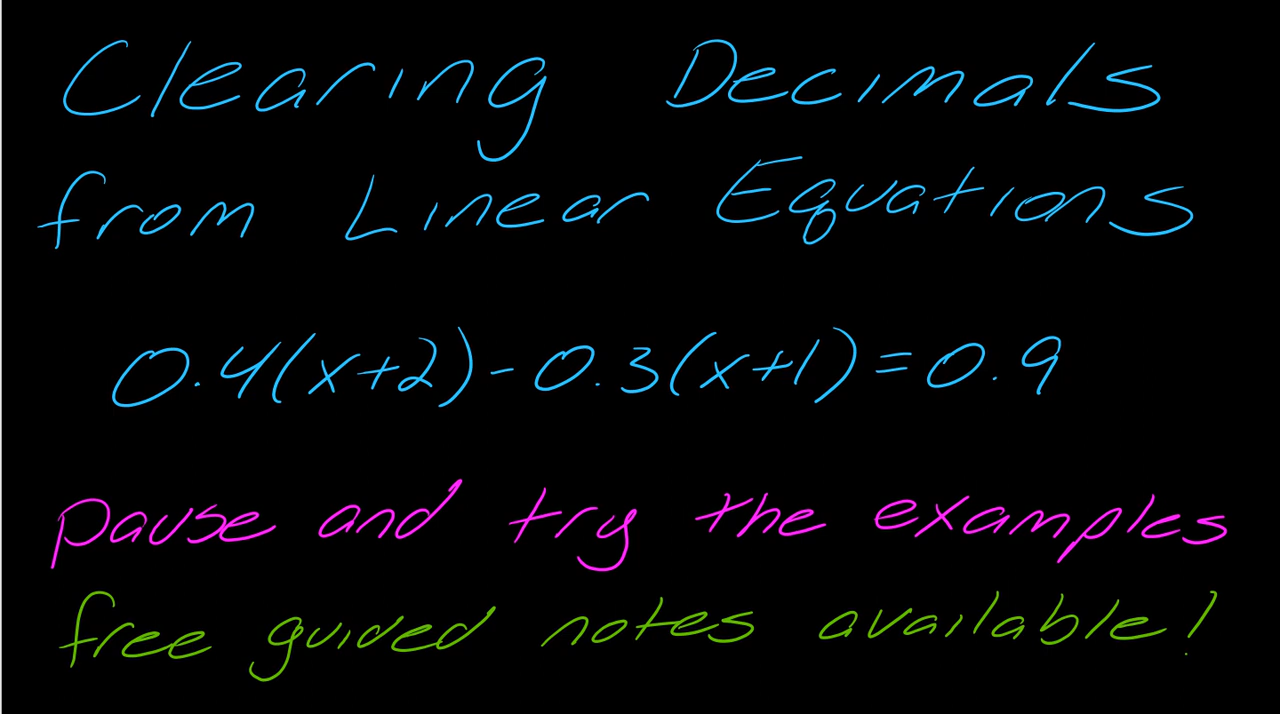 Clearing Decimals
from Linear Equations
0.4(x+2)-0.3(x+1)=0.9
pause and try the examples
free guided notes available!